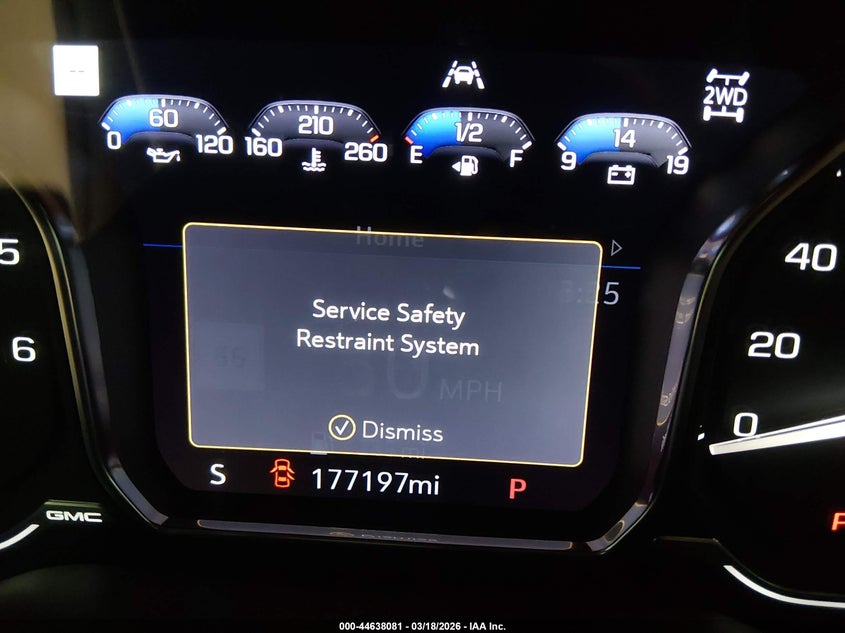 --
60
0 120
210
160 260
1/2
E F
14
9 19
2WD
Home
5
6
40
20
0
Service Safety
Restraint System
MPH
Dismiss
S 177197mi P
GMC
000-44638081 - 03/18/2026 - IAA Inc.